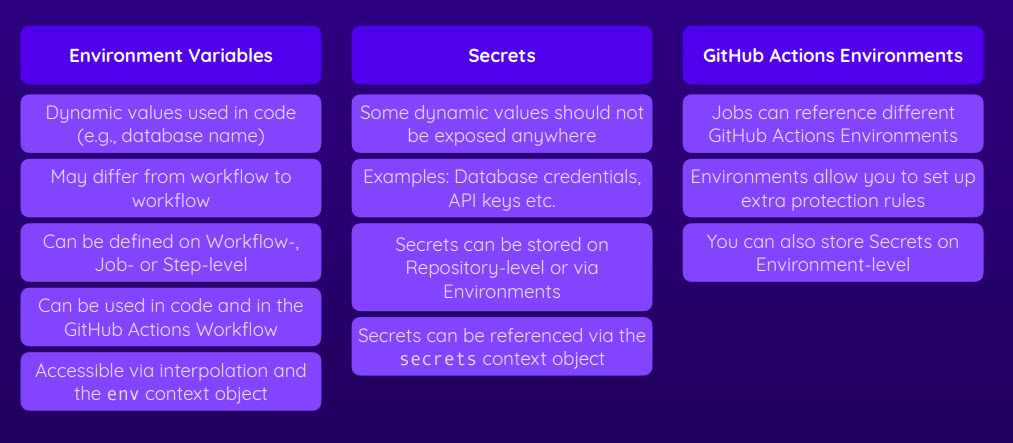 Environment Variables
Dynamic values used in code
(e.g., database name)
May differ from workflow to
workflow
Can be defined on Workflow-,
Job- or Step-level
Can be used in code and in the
GitHub Actions Workflow
Accessible via interpolation and
the env context object
Secrets
Some dynamic values should not
be exposed anywhere
Examples: Database credentials,
API keys etc.
Secrets can be stored on
Repository-level or via
Environments
Secrets can be referenced via the
secrets context object
GitHub Actions Environments
Jobs can reference different
GitHub Actions Environments
Environments allow you to set up
extra protection rules
You can also store Secrets on
Environment-level